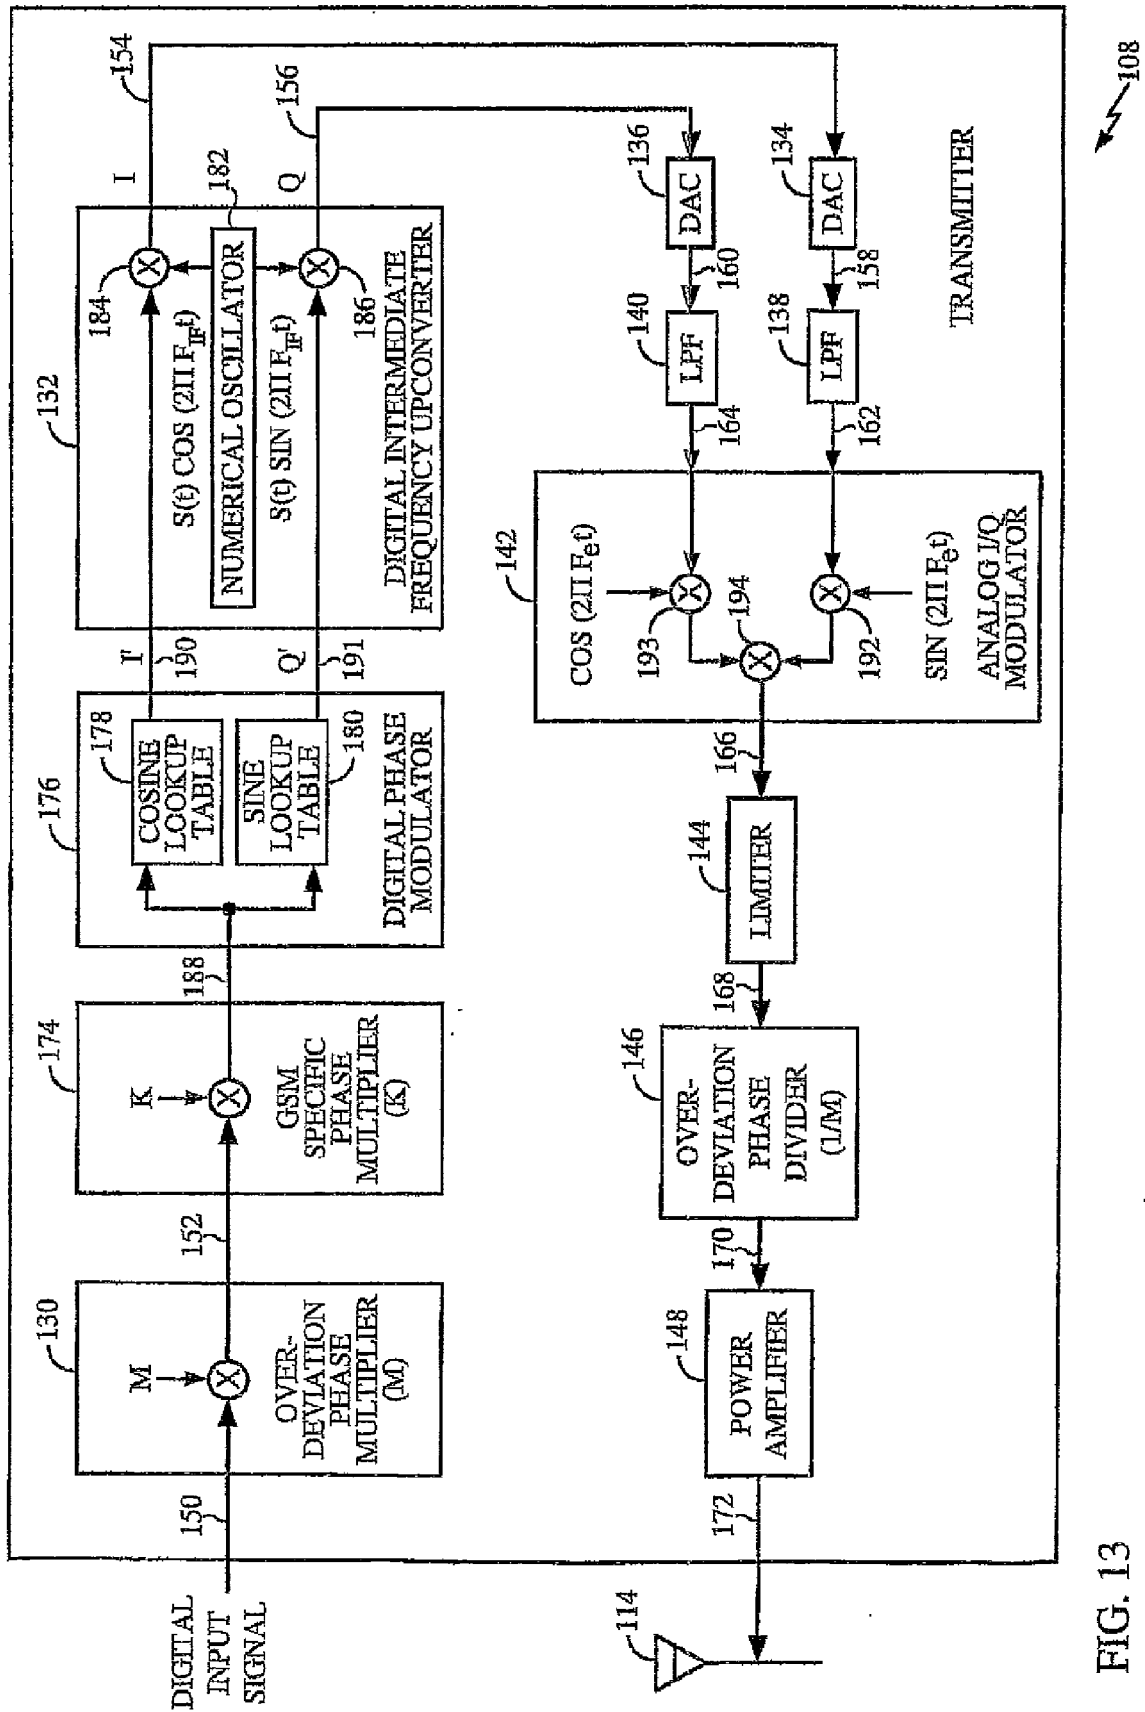 DIGITAL
INPUT
SIGNAL
150
130
M
X
OVER-
DEVIATION
PHASE
MULTIPLIER
(M)
152
174
K
X
GSM
SPECIFIC
PHASE
MULTIPLIER
(K)
188
176
178
COSINE
LOOKUP
TABLE
SINE
LOOKUP
TABLE
180
DIGITAL PHASE
MODULATOR
I'
190
Q'
191
132
184
X
S(t) COS (2Π F_IF t)
NUMERICAL OSCILLATOR
182
S(t) SIN (2Π F_IF t)
X
186
DIGITAL INTERMEDIATE
FREQUENCY UPCONVERTER
I
154
Q
156
114
172
148
POWER
AMPLIFIER
170
146
OVER-
DEVIATION
PHASE
DIVIDER
(1/M)
168
144
LIMITER
166
142
COS (2Π F_e t)
193
X
194
X
X
192
SIN (2Π F_e t)
ANALOG I/Q
MODULATOR
164
140
LPF
160
136
DAC
162
138
LPF
158
134
DAC
TRANSMITTER
108
FIG. 13